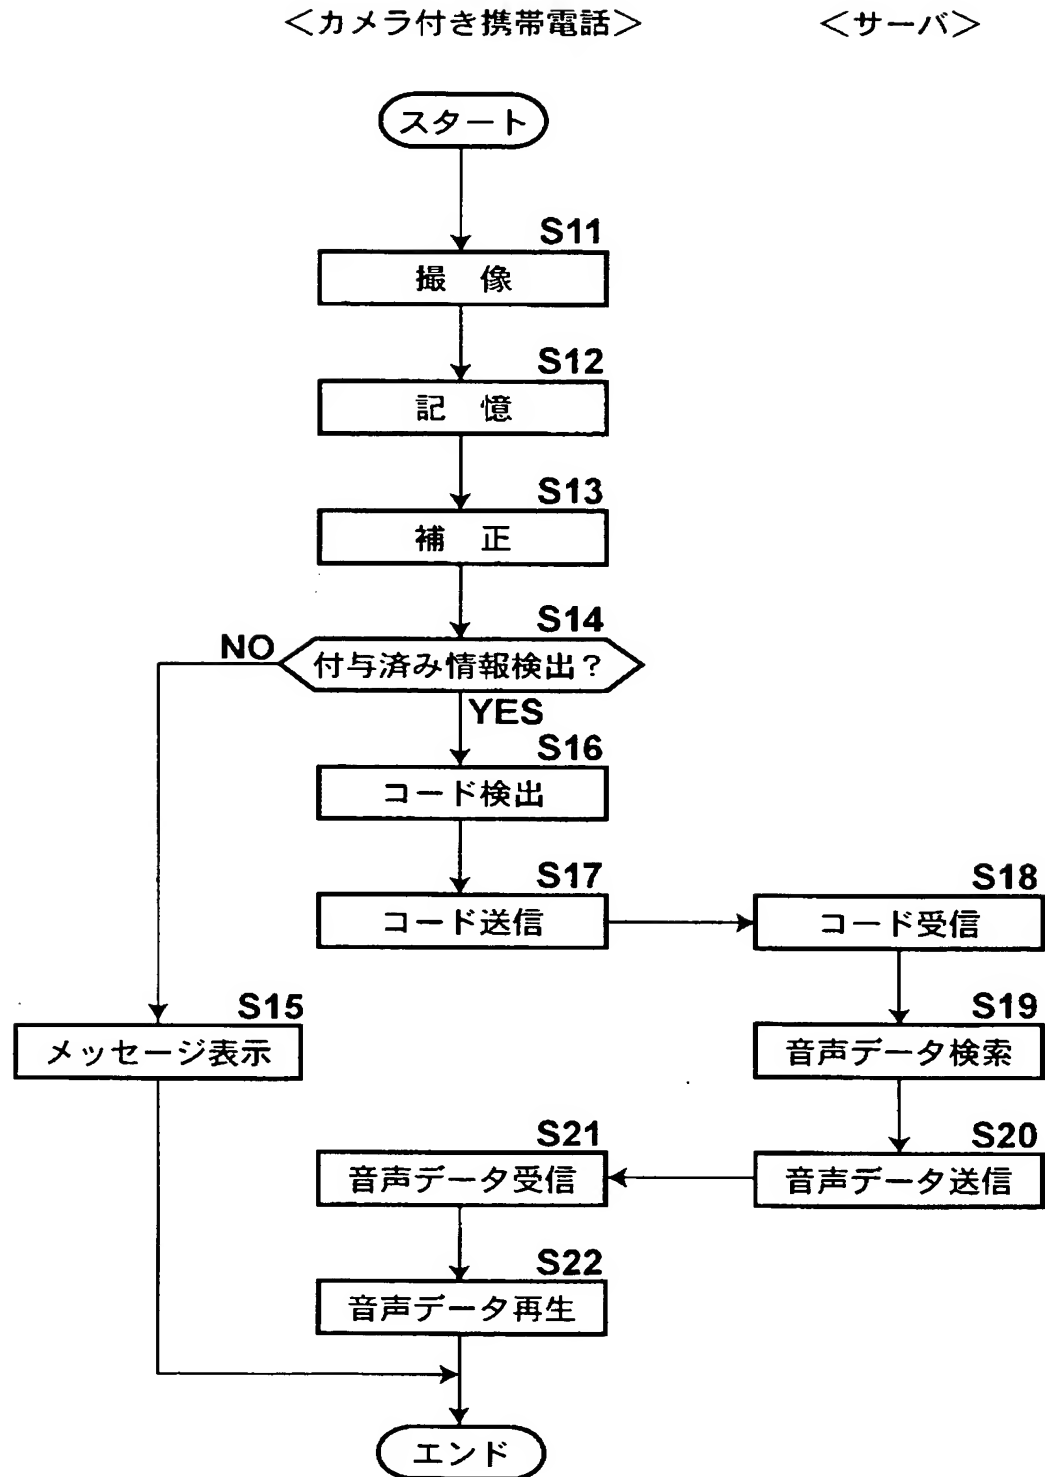 ＜カメラ付き携帯電話＞
＜サーバ＞
スタート
S11
撮 像
S12
記 憶
S13
補 正
S14
NO
付与済み情報検出？
YES
S16
コード検出
S17
コード送信
S18
コード受信
S15
メッセージ表示
S19
音声データ検索
S20
音声データ送信
S21
音声データ受信
S22
音声データ再生
エンド